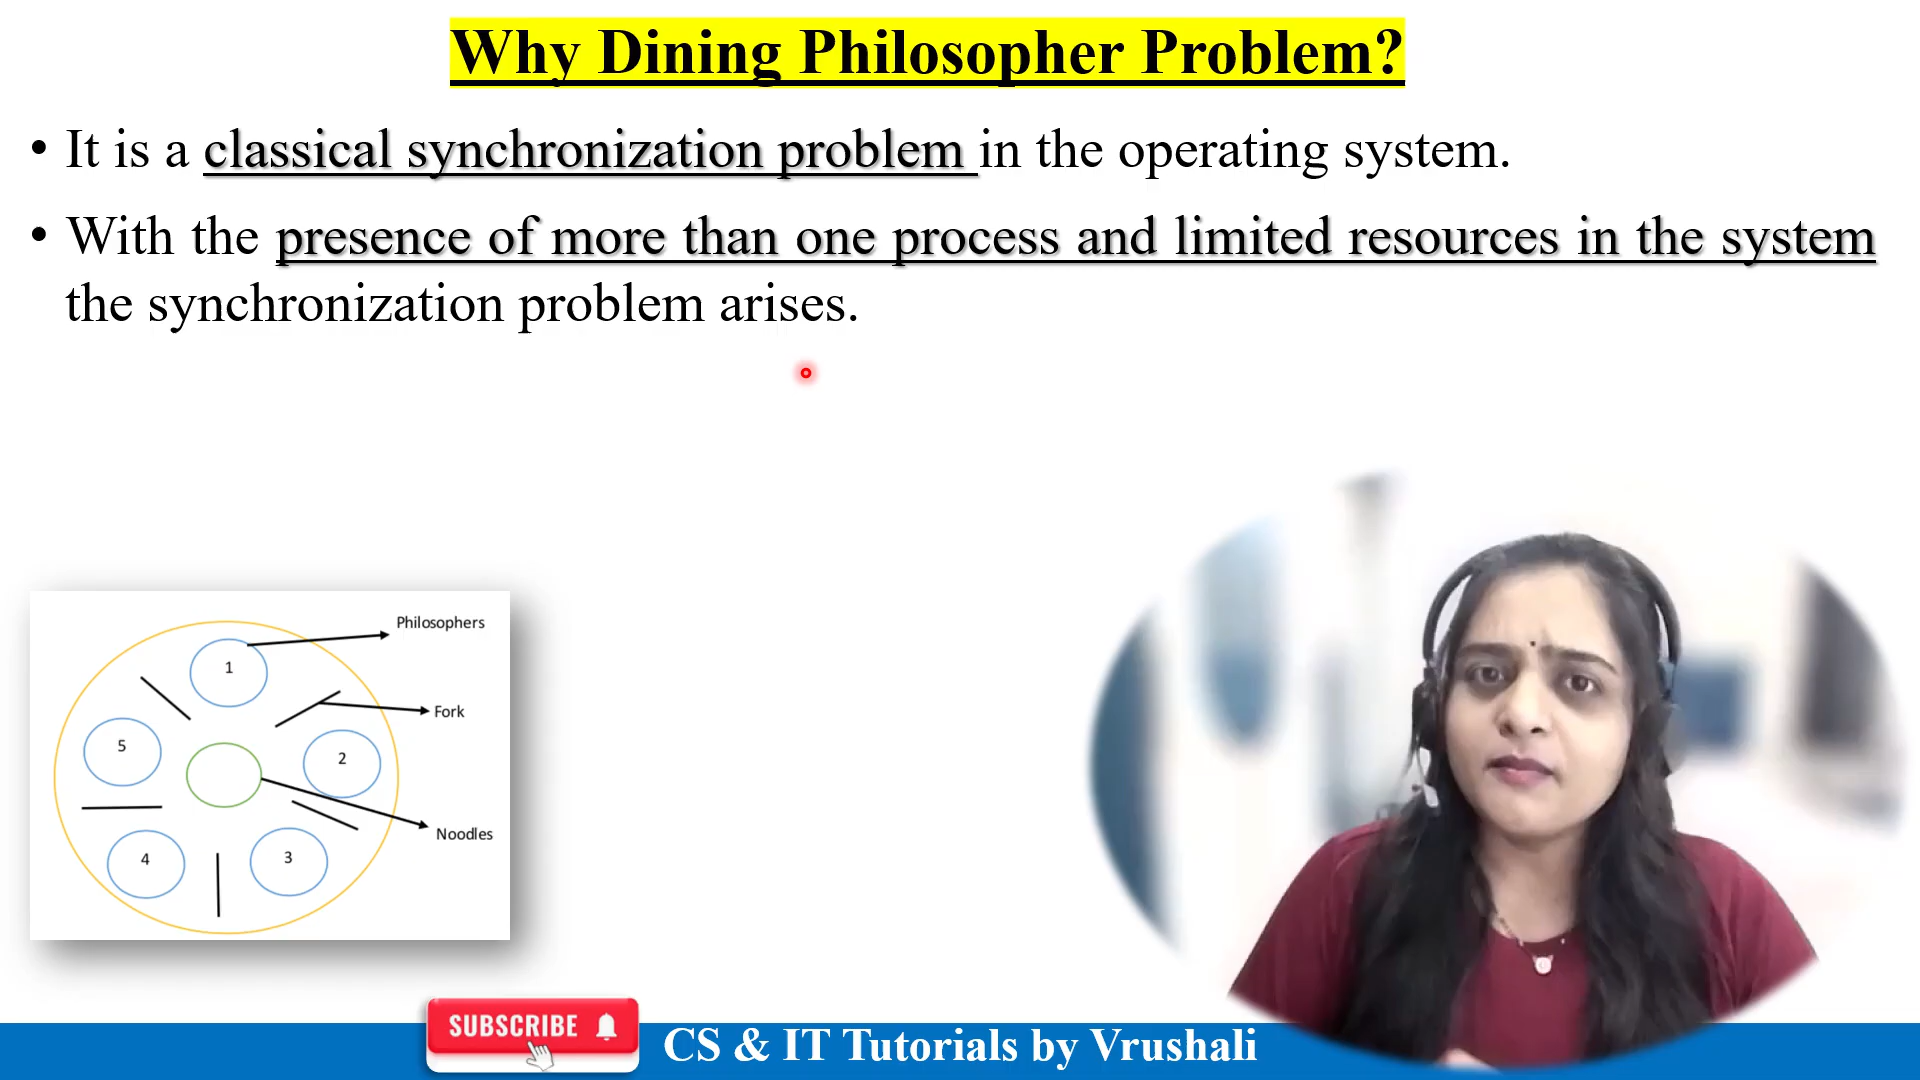 Why Dining Philosopher Problem?
• It is a classical synchronization problem in the operating system.
• With the presence of more than one process and limited resources in the system
the synchronization problem arises.
Philosophers
1
Fork
5
2
Noodles
4
3
SUBSCRIBE
CS & IT Tutorials by Vrushali